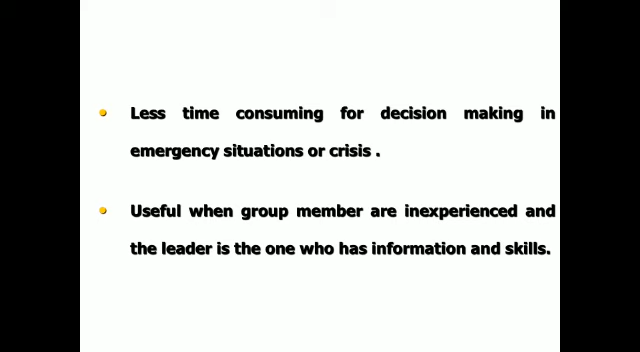 • Less time consuming for decision making in
emergency situations or crisis .
• Useful when group member are inexperienced and
the leader is the one who has information and skills.